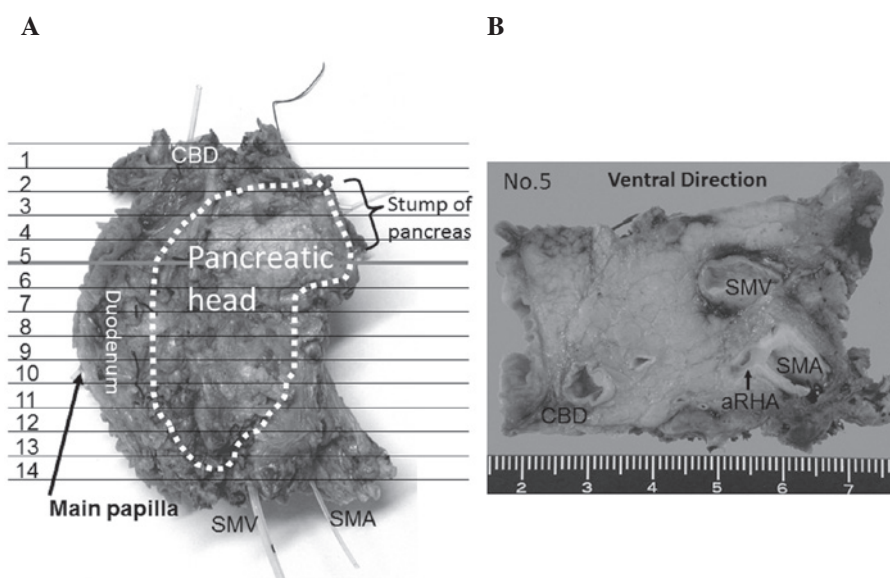 A
CBD
1
2
3
4
5
6
7
8
9
10
11
12
13
14
Stump of
pancreas
Pancreatic
head
Duodenum
Main papilla
SMV
SMA
B
No.5
Ventral Direction
SMV
SMA
aRHA
CBD
2 3 4 5 6 7